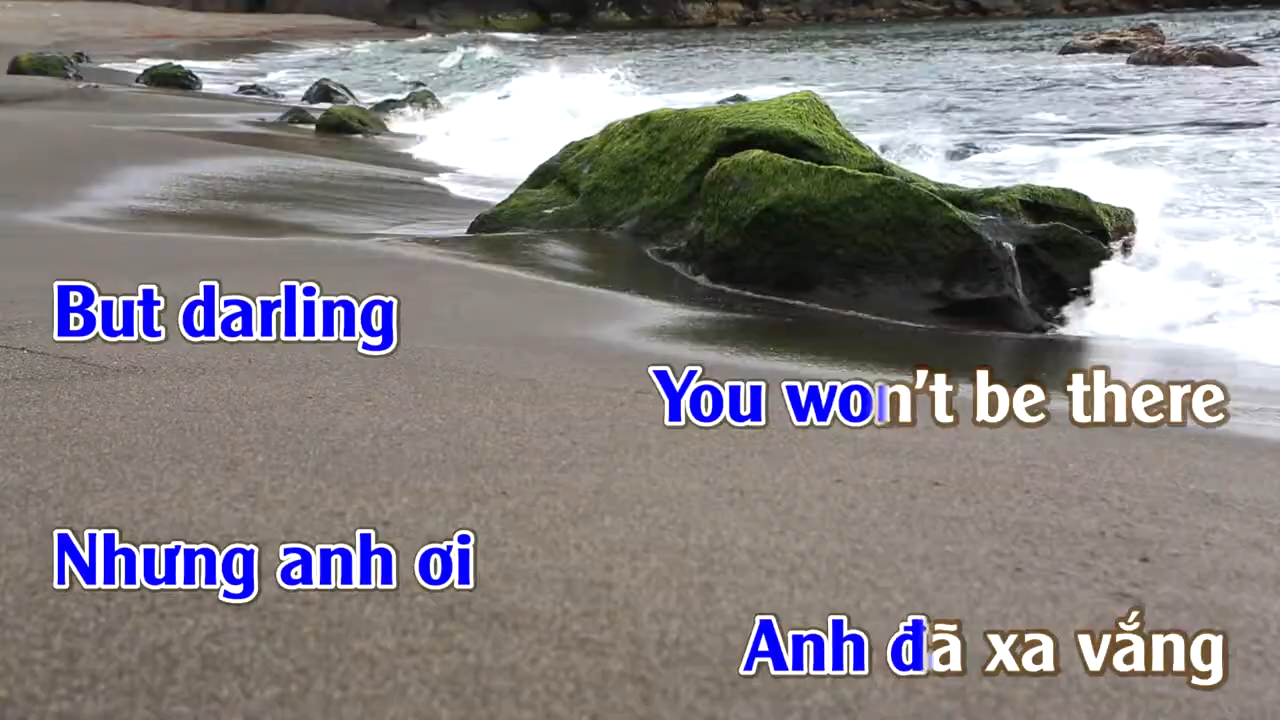 But darling
You won't be there
Nhưng anh ơi
Anh đã xa vắng